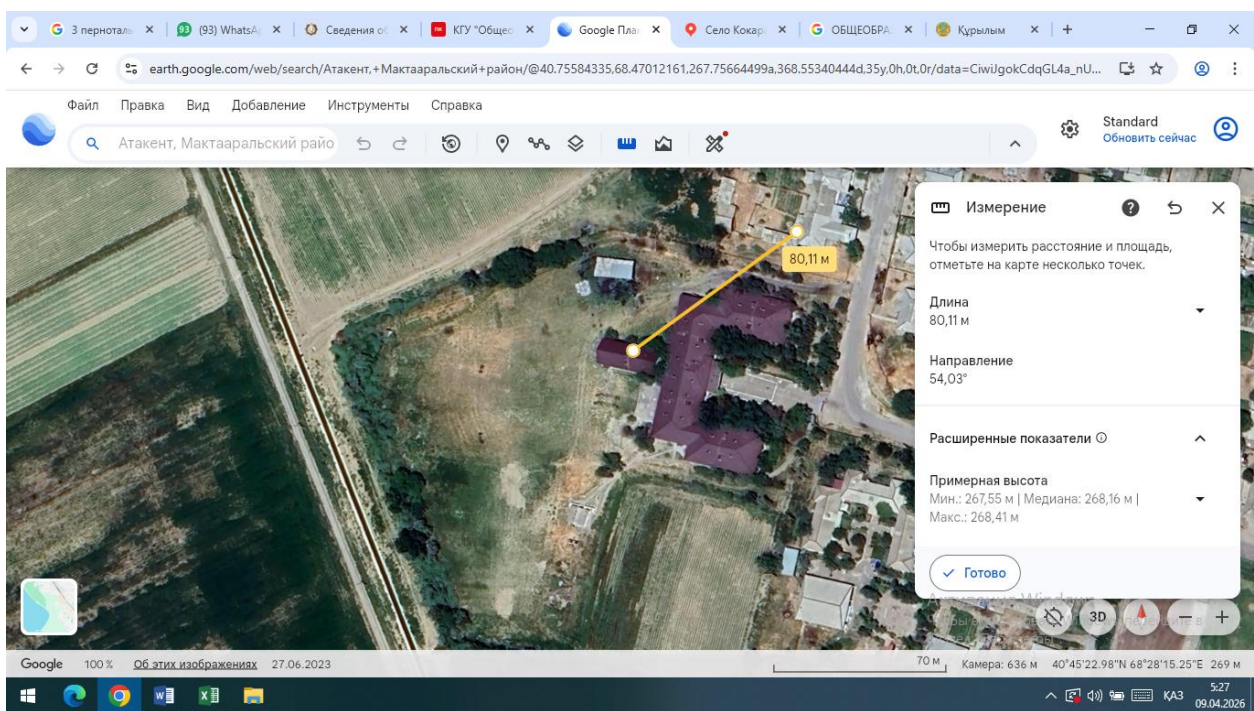 3 пернотал
(93) WhatsA
Сведения об
КГУ "Общес
Google Пла
Село Кокар
ОБЩЕОБРА
Құрылым
earth.google.com/web/search/Атакент,+Мактааральский+район/@40.75584335,68.47012161,267.75664499a,368.55340444d,35y,0h,0t,0r/data=CiwiJgokCdqGL4a_nU...
Файл Правка Вид Добавление Инструменты Справка
Атакент, Мактааральский райо
Standard
Обновить сейчас
Измерение
Чтобы измерить расстояние и площадь,
отметьте на карте несколько точек.
Длина
80,11 м
Направление
54,03°
Расширенные показатели
Примерная высота
Мин.: 267,55 м | Медиана: 268,16 м |
Макс.: 268,41 м
Готово
80,11 м
3D
Google 100 % Об этих изображениях 27.06.2023
70 м Камера: 636 м 40°45'22.98"N 68°28'15.25"E 269 м
ҚАЗ
5:27
09.04.2026